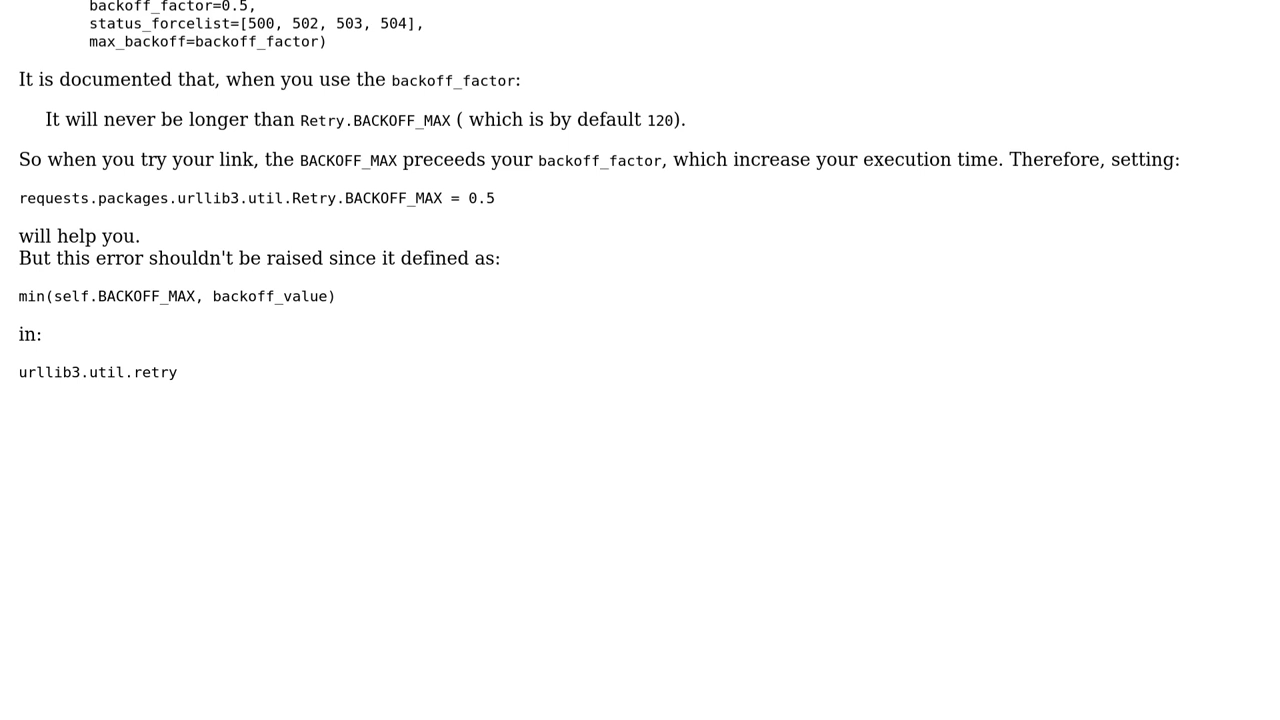 backoff_factor=0.5,
status_forcelist=[500, 502, 503, 504],
max_backoff=backoff_factor)
It is documented that, when you use the backoff_factor:
It will never be longer than Retry.BACKOFF_MAX ( which is by default 120).
So when you try your link, the BACKOFF_MAX preceeds your backoff_factor, which increase your execution time. Therefore, setting:
requests.packages.urllib3.util.Retry.BACKOFF_MAX = 0.5
will help you.
But this error shouldn't be raised since it defined as:
min(self.BACKOFF_MAX, backoff_value)
in:
urllib3.util.retry